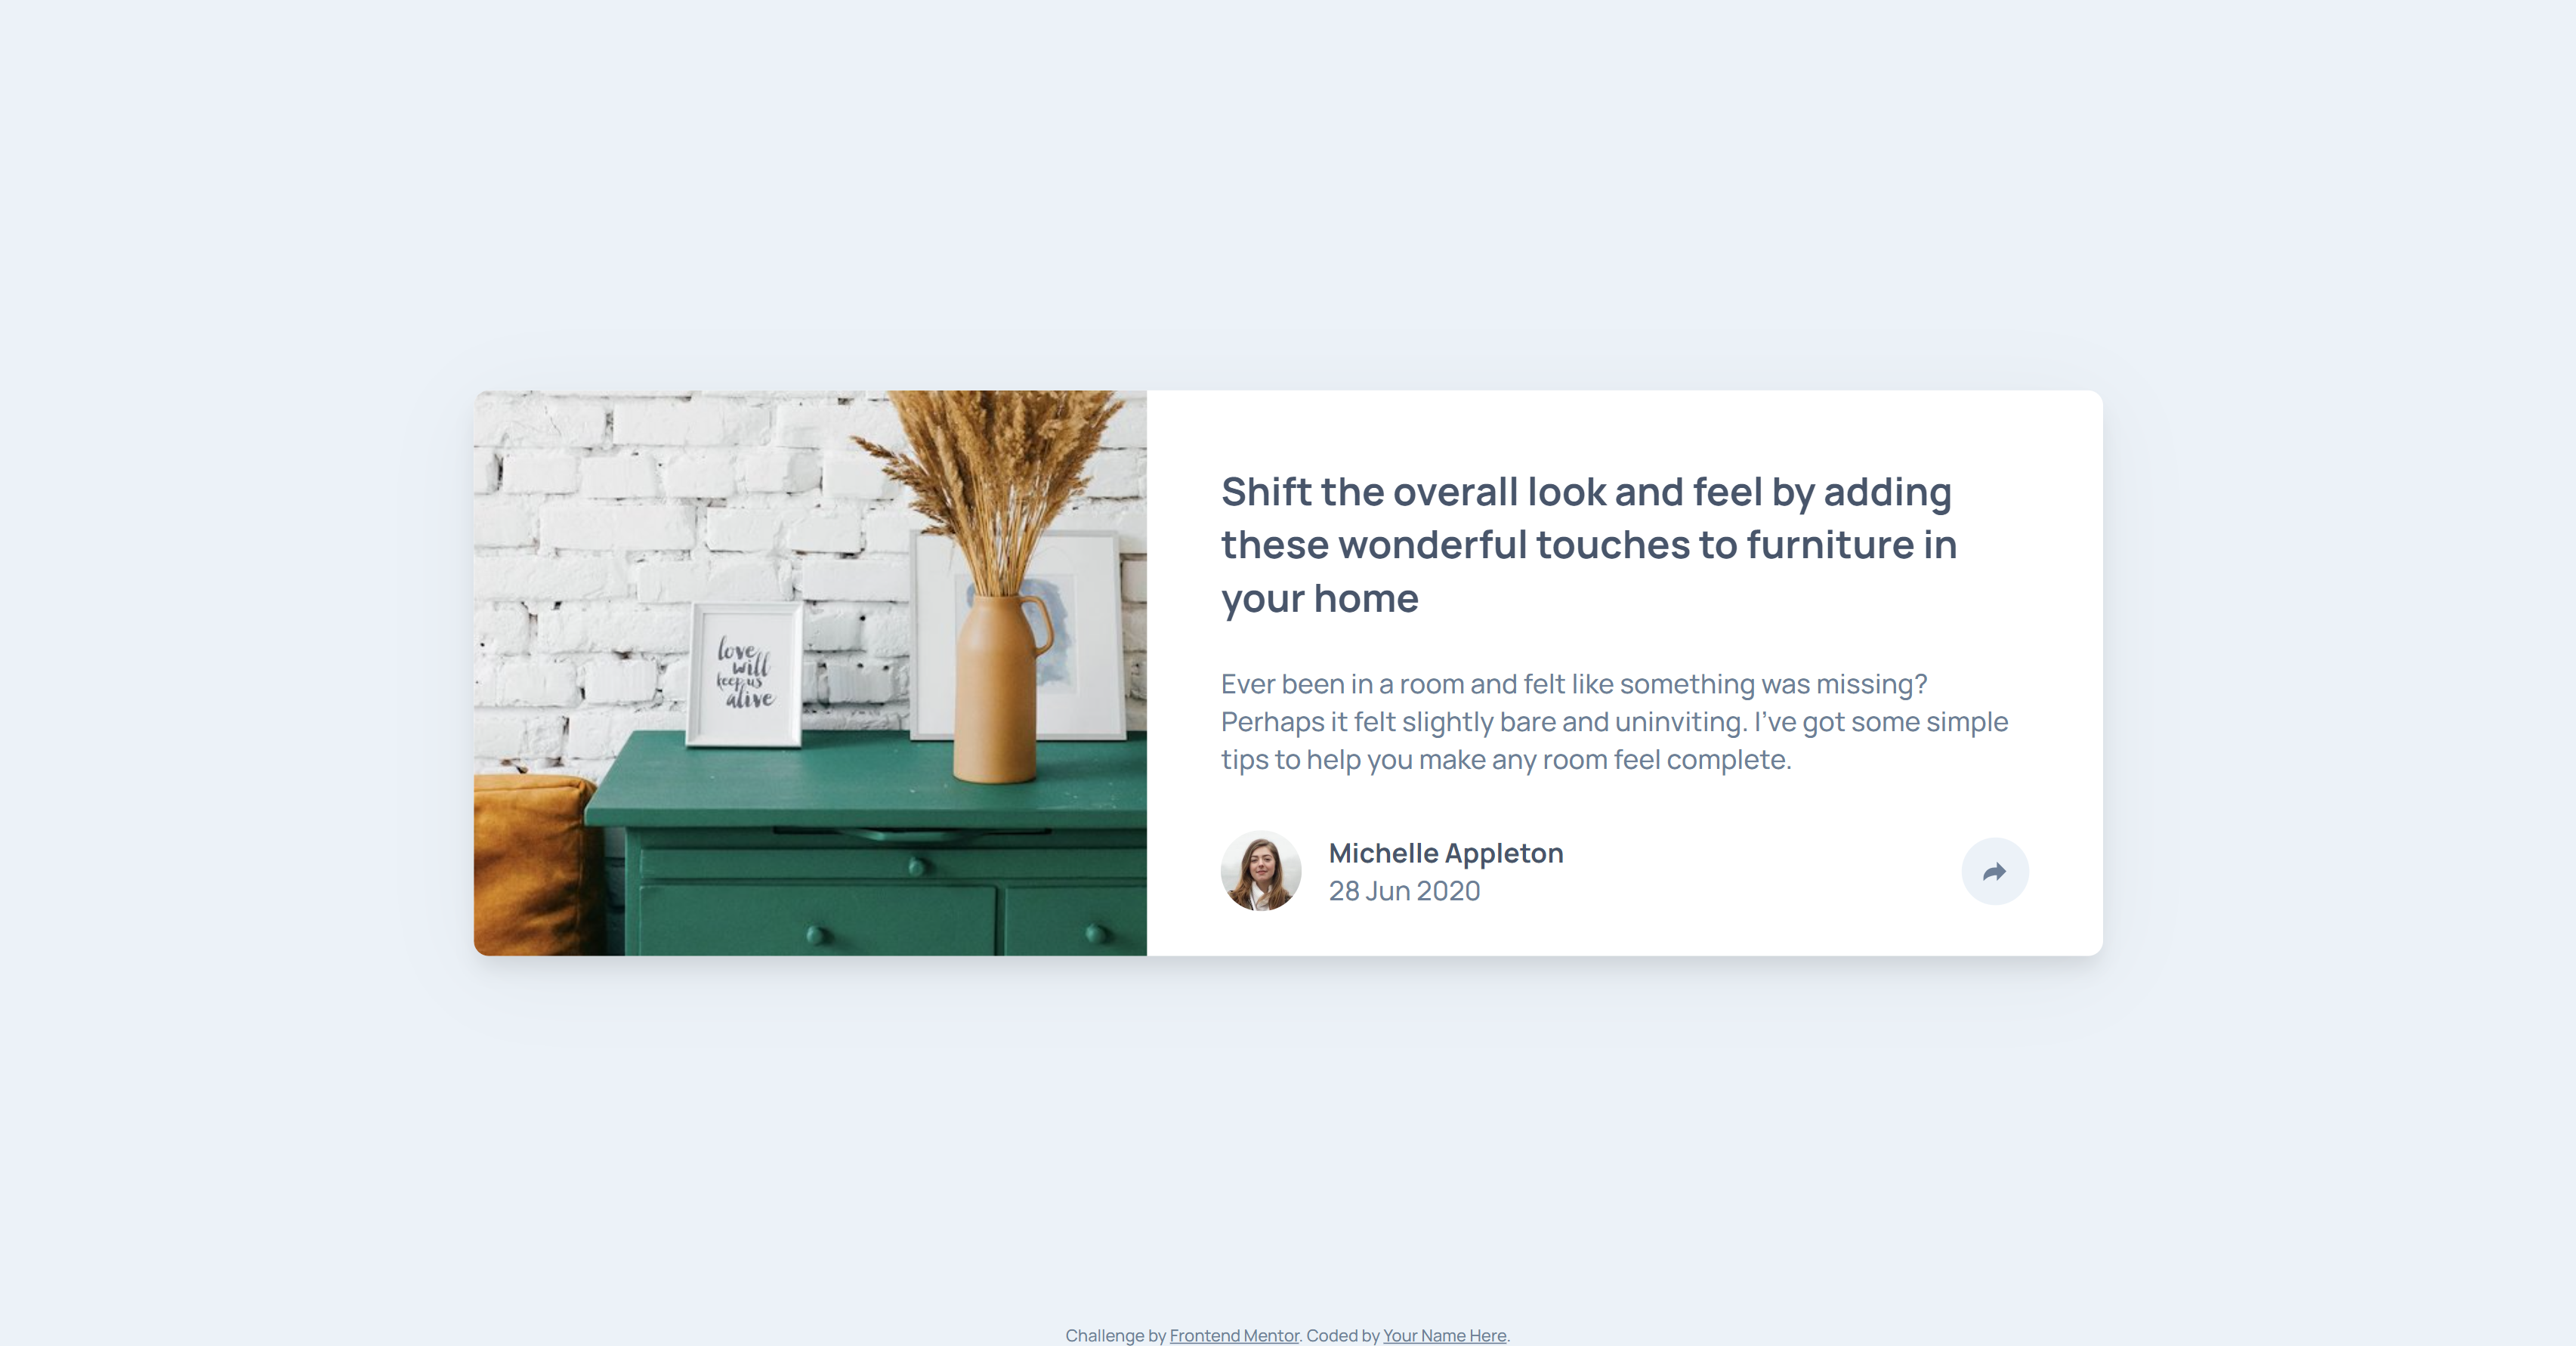 love
will
keep us
alive
Shift the overall look and feel by adding
these wonderful touches to furniture in
your home
Ever been in a room and felt like something was missing?
Perhaps it felt slightly bare and uninviting. I’ve got some simple
tips to help you make any room feel complete.
Michelle Appleton
28 Jun 2020
Challenge by Frontend Mentor. Coded by Your Name Here.